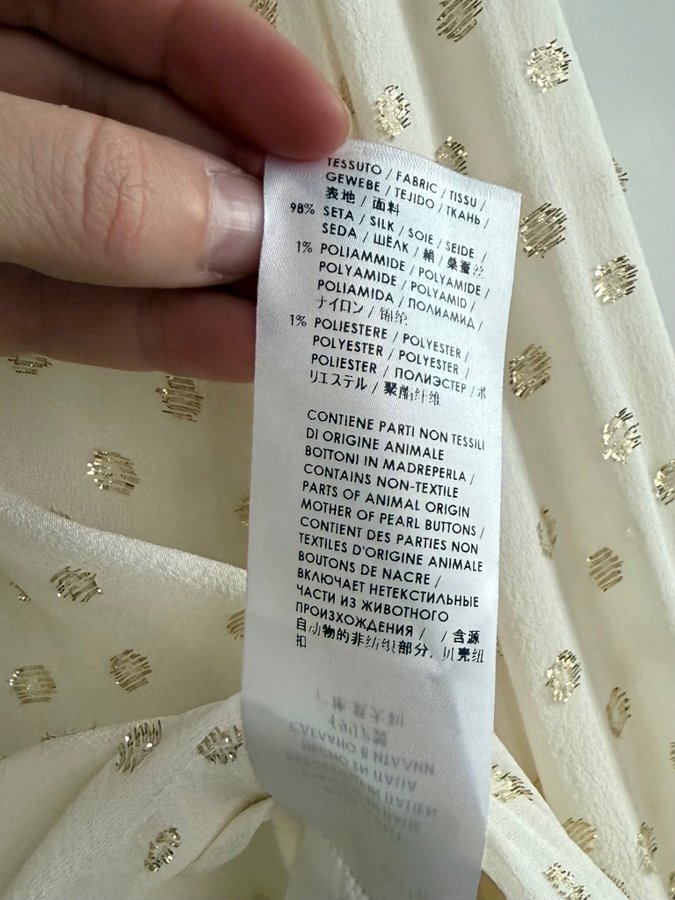 TESSUTO / FABRIC / TISSU /
GEWEBE / TEJIDO / ТКАНЬ /
表地 / 面料
98% SETA / SILK / SOIE / SEIDE /
SEDA / ШЁЛК / 絹 / 桑蚕丝
1% POLIAMMIDE / POLYAMIDE /
POLYAMIDE / POLYAMID /
POLIAMIDA / ПОЛИАМИД /
ナイロン / 锦纶
1% POLIESTERE / POLYESTER /
POLYESTER / POLYESTER /
POLIESTER / ПОЛИЭСТЕР / ポ
リエステル / 聚酯纤维
CONTIENE PARTI NON TESSILI
DI ORIGINE ANIMALE
BOTTONI IN MADREPERLA /
CONTAINS NON-TEXTILE
PARTS OF ANIMAL ORIGIN
MOTHER OF PEARL BUTTONS /
CONTIENT DES PARTIES NON
TEXTILES D'ORIGINE ANIMALE
BOUTONS DE NACRE /
ВКЛЮЧАЕТ НЕТЕКСТИЛЬНЫЕ
ЧАСТИ ИЗ ЖИВОТНОГО
ПРОИЗХОЖДЕНИЯ / / 含源
自动物的非纺织部分, 贝壳纽
扣